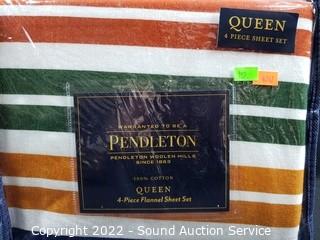 QUEEN
4 PIECE SHEET SET
WARRANTED TO BE A
PENDLETON
PENDLETON WOOLEN MILLS
SINCE 1863
100% COTTON
QUEEN
4-Piece Flannel Sheet Set
Copyright 2022 - Sound Auction Service